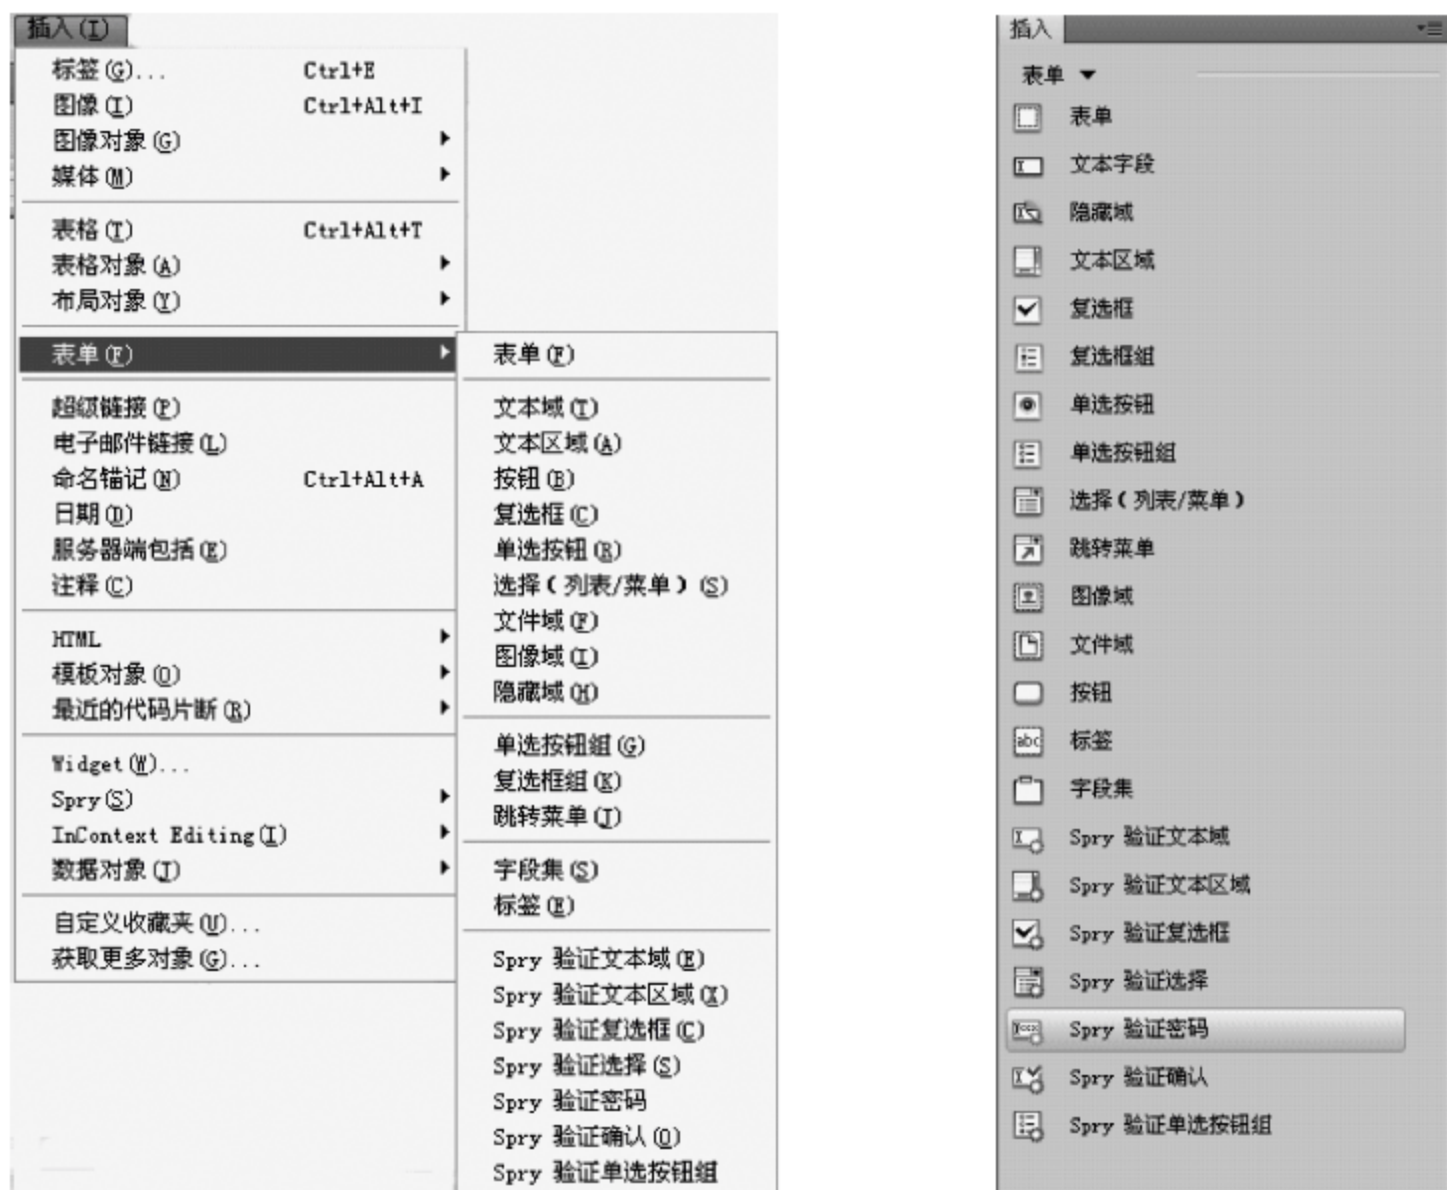 插入(I)
标签(G)... Ctrl+E
图像(I) Ctrl+Alt+I
图像对象(G)
媒体(M)
表格(T) Ctrl+Alt+T
表格对象(A)
布局对象(Y)
表单(F)
超级链接(P)
电子邮件链接(L)
命名锚记(N) Ctrl+Alt+A
日期(D)
服务器端包括(E)
注释(C)
HTML
模板对象(O)
最近的代码片断(R)
Widget(W)...
Spry(S)
InContext Editing(I)
数据对象(J)
自定义收藏夹(U)...
获取更多对象(G)...
表单(F)
文本域(T)
文本区域(A)
按钮(B)
复选框(C)
单选按钮(R)
选择(列表/菜单)(S)
文件域(F)
图像域(I)
隐藏域(H)
单选按钮组(G)
复选框组(K)
跳转菜单(J)
字段集(S)
标签(E)
Spry 验证文本域(E)
Spry 验证文本区域(X)
Spry 验证复选框(C)
Spry 验证选择(S)
Spry 验证密码
Spry 验证确认(O)
Spry 验证单选按钮组
插入
表单
表单
文本字段
隐藏域
文本区域
复选框
复选框组
单选按钮
单选按钮组
选择(列表/菜单)
跳转菜单
图像域
文件域
按钮
abc 标签
字段集
Spry 验证文本域
Spry 验证文本区域
Spry 验证复选框
Spry 验证选择
Spry 验证密码
Spry 验证确认
Spry 验证单选按钮组